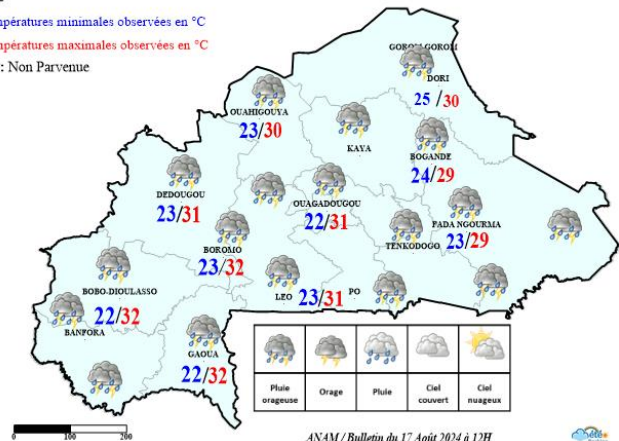 mpératures minimales observées en °C
mpératures maximales observées en °C
: Non Parvenue
GOROM-GOROM
DORI
25 /30
OUAHIGOUYA
23/30
KAYA
BOGANDE
24/29
DEDOUGOU
23/31
OUAGADOUGOU
22/31
FADA NGOURMA
23/29
TENKODOGO
BOROMO
23/32
BOBO-DIOULASSO
22/32
LEO 23/31 PO
BANFORA
GAOUA
22/32
Pluie orageuse
Orage
Pluie
Ciel couvert
Ciel nuageux
0 100 200
ANAM / Bulletin du 17 Août 2024 à 12H